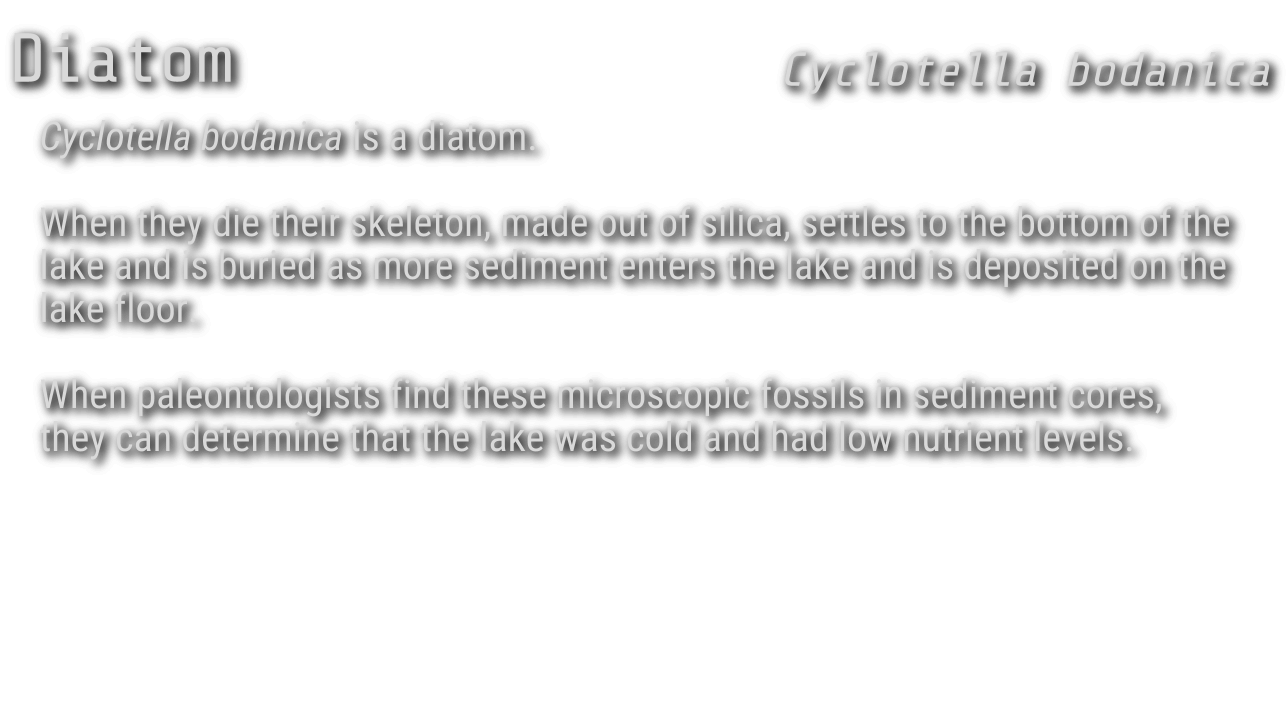 Diatom
Cyclotella bodanica
Cyclotella bodanica is a diatom.
When they die their skeleton, made out of silica, settles to the bottom of the
lake and is buried as more sediment enters the lake and is deposited on the
lake floor.
When paleontologists find these microscopic fossils in sediment cores,
they can determine that the lake was cold and had low nutrient levels.